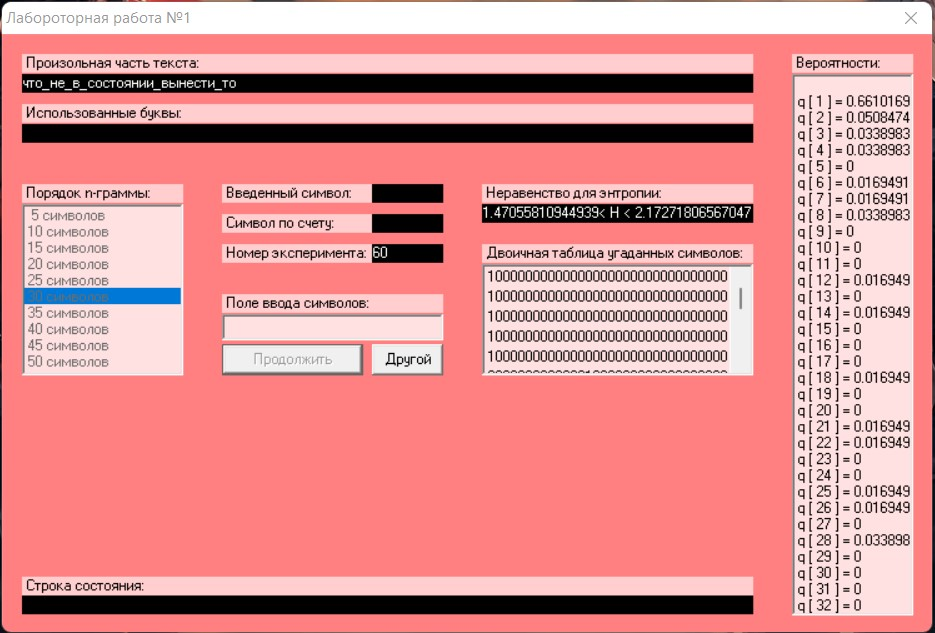 Лабороторная работа №1
Произольная часть текста:
что_не_в_состоянии_вынести_то
Использованные буквы:
Порядок n-граммы:
5 символов
10 символов
15 символов
20 символов
25 символов
30 символов
35 символов
40 символов
45 символов
50 символов
Введенный символ:
Символ по счету:
Номер эксперимента: 60
Поле ввода символов:
Продолжить
Другой
Неравенство для энтропии:
1.47055810944939< H < 2.17271806567047
Двоичная таблица угаданных символов:
10000000000000000000000000000000
10000000000000000000000000000000
10000000000000000000000000000000
10000000000000000000000000000000
10000000000000000000000000000000
Вероятности:
q[ 1 ] = 0.6610169
q[ 2 ] = 0.0508474
q[ 3 ] = 0.0338983
q[ 4 ] = 0.0338983
q[ 5 ] = 0
q[ 6 ] = 0.0169491
q[ 7 ] = 0.0169491
q[ 8 ] = 0.0338983
q[ 9 ] = 0
q[ 10 ] = 0
q[ 11 ] = 0
q[ 12 ] = 0.016949
q[ 13 ] = 0
q[ 14 ] = 0.016949
q[ 15 ] = 0
q[ 16 ] = 0
q[ 17 ] = 0
q[ 18 ] = 0.016949
q[ 19 ] = 0
q[ 20 ] = 0
q[ 21 ] = 0.016949
q[ 22 ] = 0.016949
q[ 23 ] = 0
q[ 24 ] = 0
q[ 25 ] = 0.016949
q[ 26 ] = 0.016949
q[ 27 ] = 0
q[ 28 ] = 0.033898
q[ 29 ] = 0
q[ 30 ] = 0
q[ 31 ] = 0
q[ 32 ] = 0
Строка состояния: